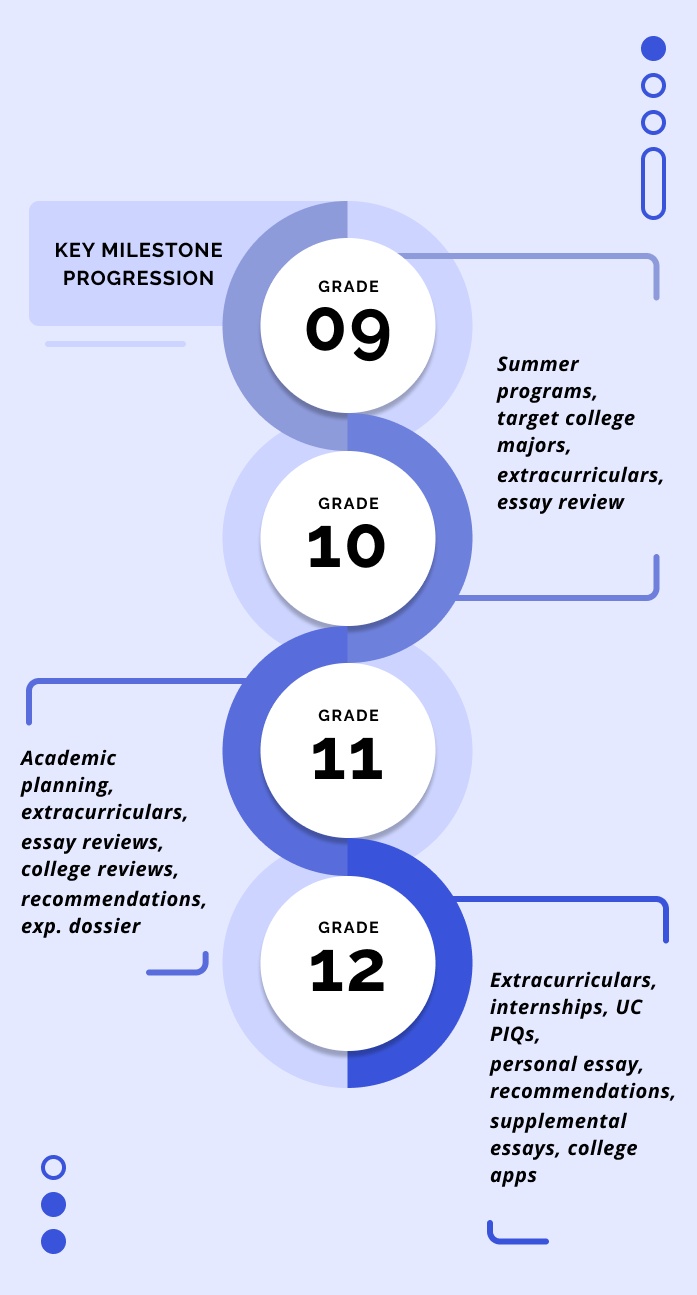 KEY MILESTONE
PROGRESSION
GRADE
09
Summer
programs,
target college
majors,
extracurriculars,
essay review
GRADE
10
GRADE
11
Academic
planning,
extracurriculars,
essay reviews,
college reviews,
recommendations,
exp. dossier
GRADE
12
Extracurriculars,
internships, UC
PIQs,
personal essay,
recommendations,
supplemental
essays, college
apps